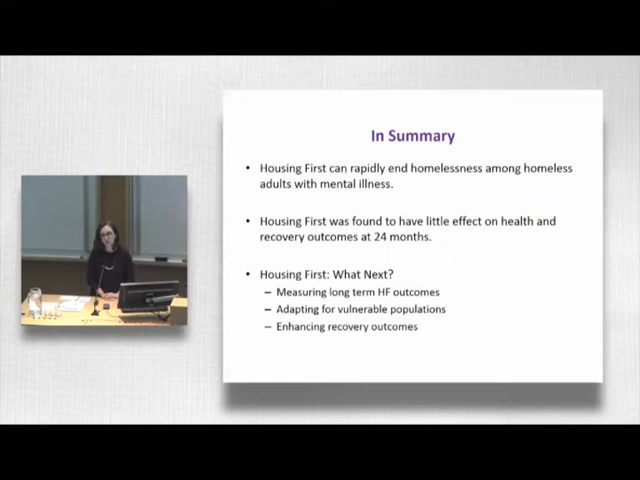 In Summary
• Housing First can rapidly end homelessness among homeless
adults with mental illness.
• Housing First was found to have little effect on health and
recovery outcomes at 24 months.
• Housing First: What Next?
– Measuring long term HF outcomes
– Adapting for vulnerable populations
– Enhancing recovery outcomes